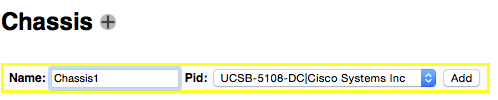 Chassis
Name: Chassis1 Pid: UCSB-5108-DC|Cisco Systems Inc Add